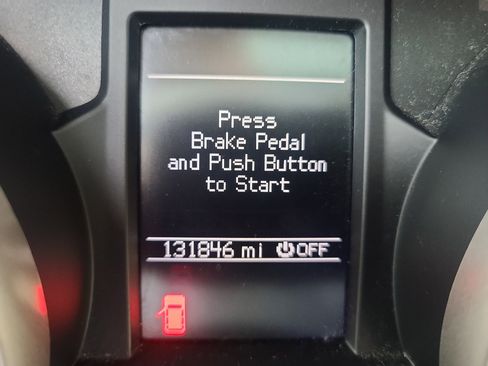 Press
Brake Pedal
and Push Button
to Start
131846 mi OFF